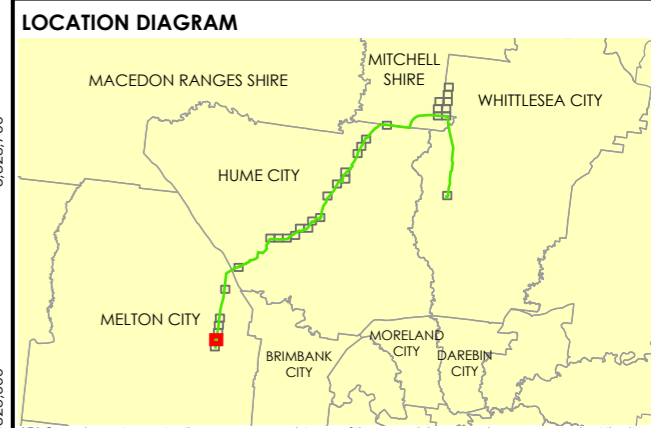 LOCATION DIAGRAM
MACEDON RANGES SHIRE
MITCHELL
SHIRE
WHITTLESEA CITY
HUME CITY
MELTON CITY
BRIMBANK
CITY
MORELAND
CITY
DAREBIN
CITY